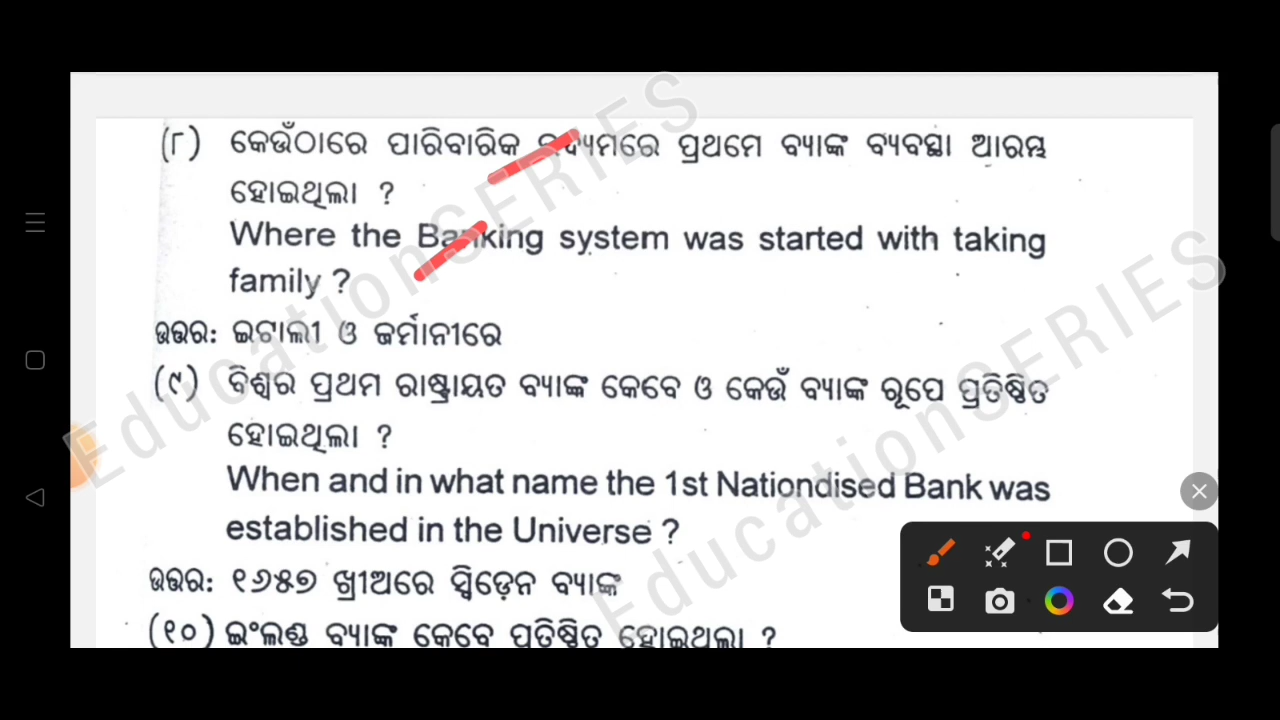 (୮) କେଉଁଠାରେ ପାରିବାରିକ ଉଦ୍ୟମରେ ପ୍ରଥମେ ବ୍ୟାଙ୍କ ବ୍ୟବସ୍ଥା ଆରମ୍ଭ
ହୋଇଥିଲା ?
Where the Banking system was started with taking
family ?
ଉତ୍ତର: ଇଟାଲୀ ଓ ଜର୍ମାନୀରେ
(୯) ବିଶ୍ୱର ପ୍ରଥମ ରାଷ୍ଟ୍ରାୟତ ବ୍ୟାଙ୍କ କେବେ ଓ କେଉଁ ବ୍ୟାଙ୍କ ରୂପେ ପ୍ରତିଷ୍ଠିତ
ହୋଇଥିଲା ?
When and in what name the 1st Nationdised Bank was
established in the Universe ?
ଉତ୍ତର: ୧୬୫୭ ଖ୍ରୀଅରେ ସ୍ୱିଡ଼େନ ବ୍ୟାଙ୍କ
(୧୦) ଇଂଲଣ୍ଡ ବ୍ୟାଙ୍କ କେବେ ପ୍ରତିଷ୍ଠିତ ହୋଇଥିଲା ?
EducationSERIES
EducationSERIES